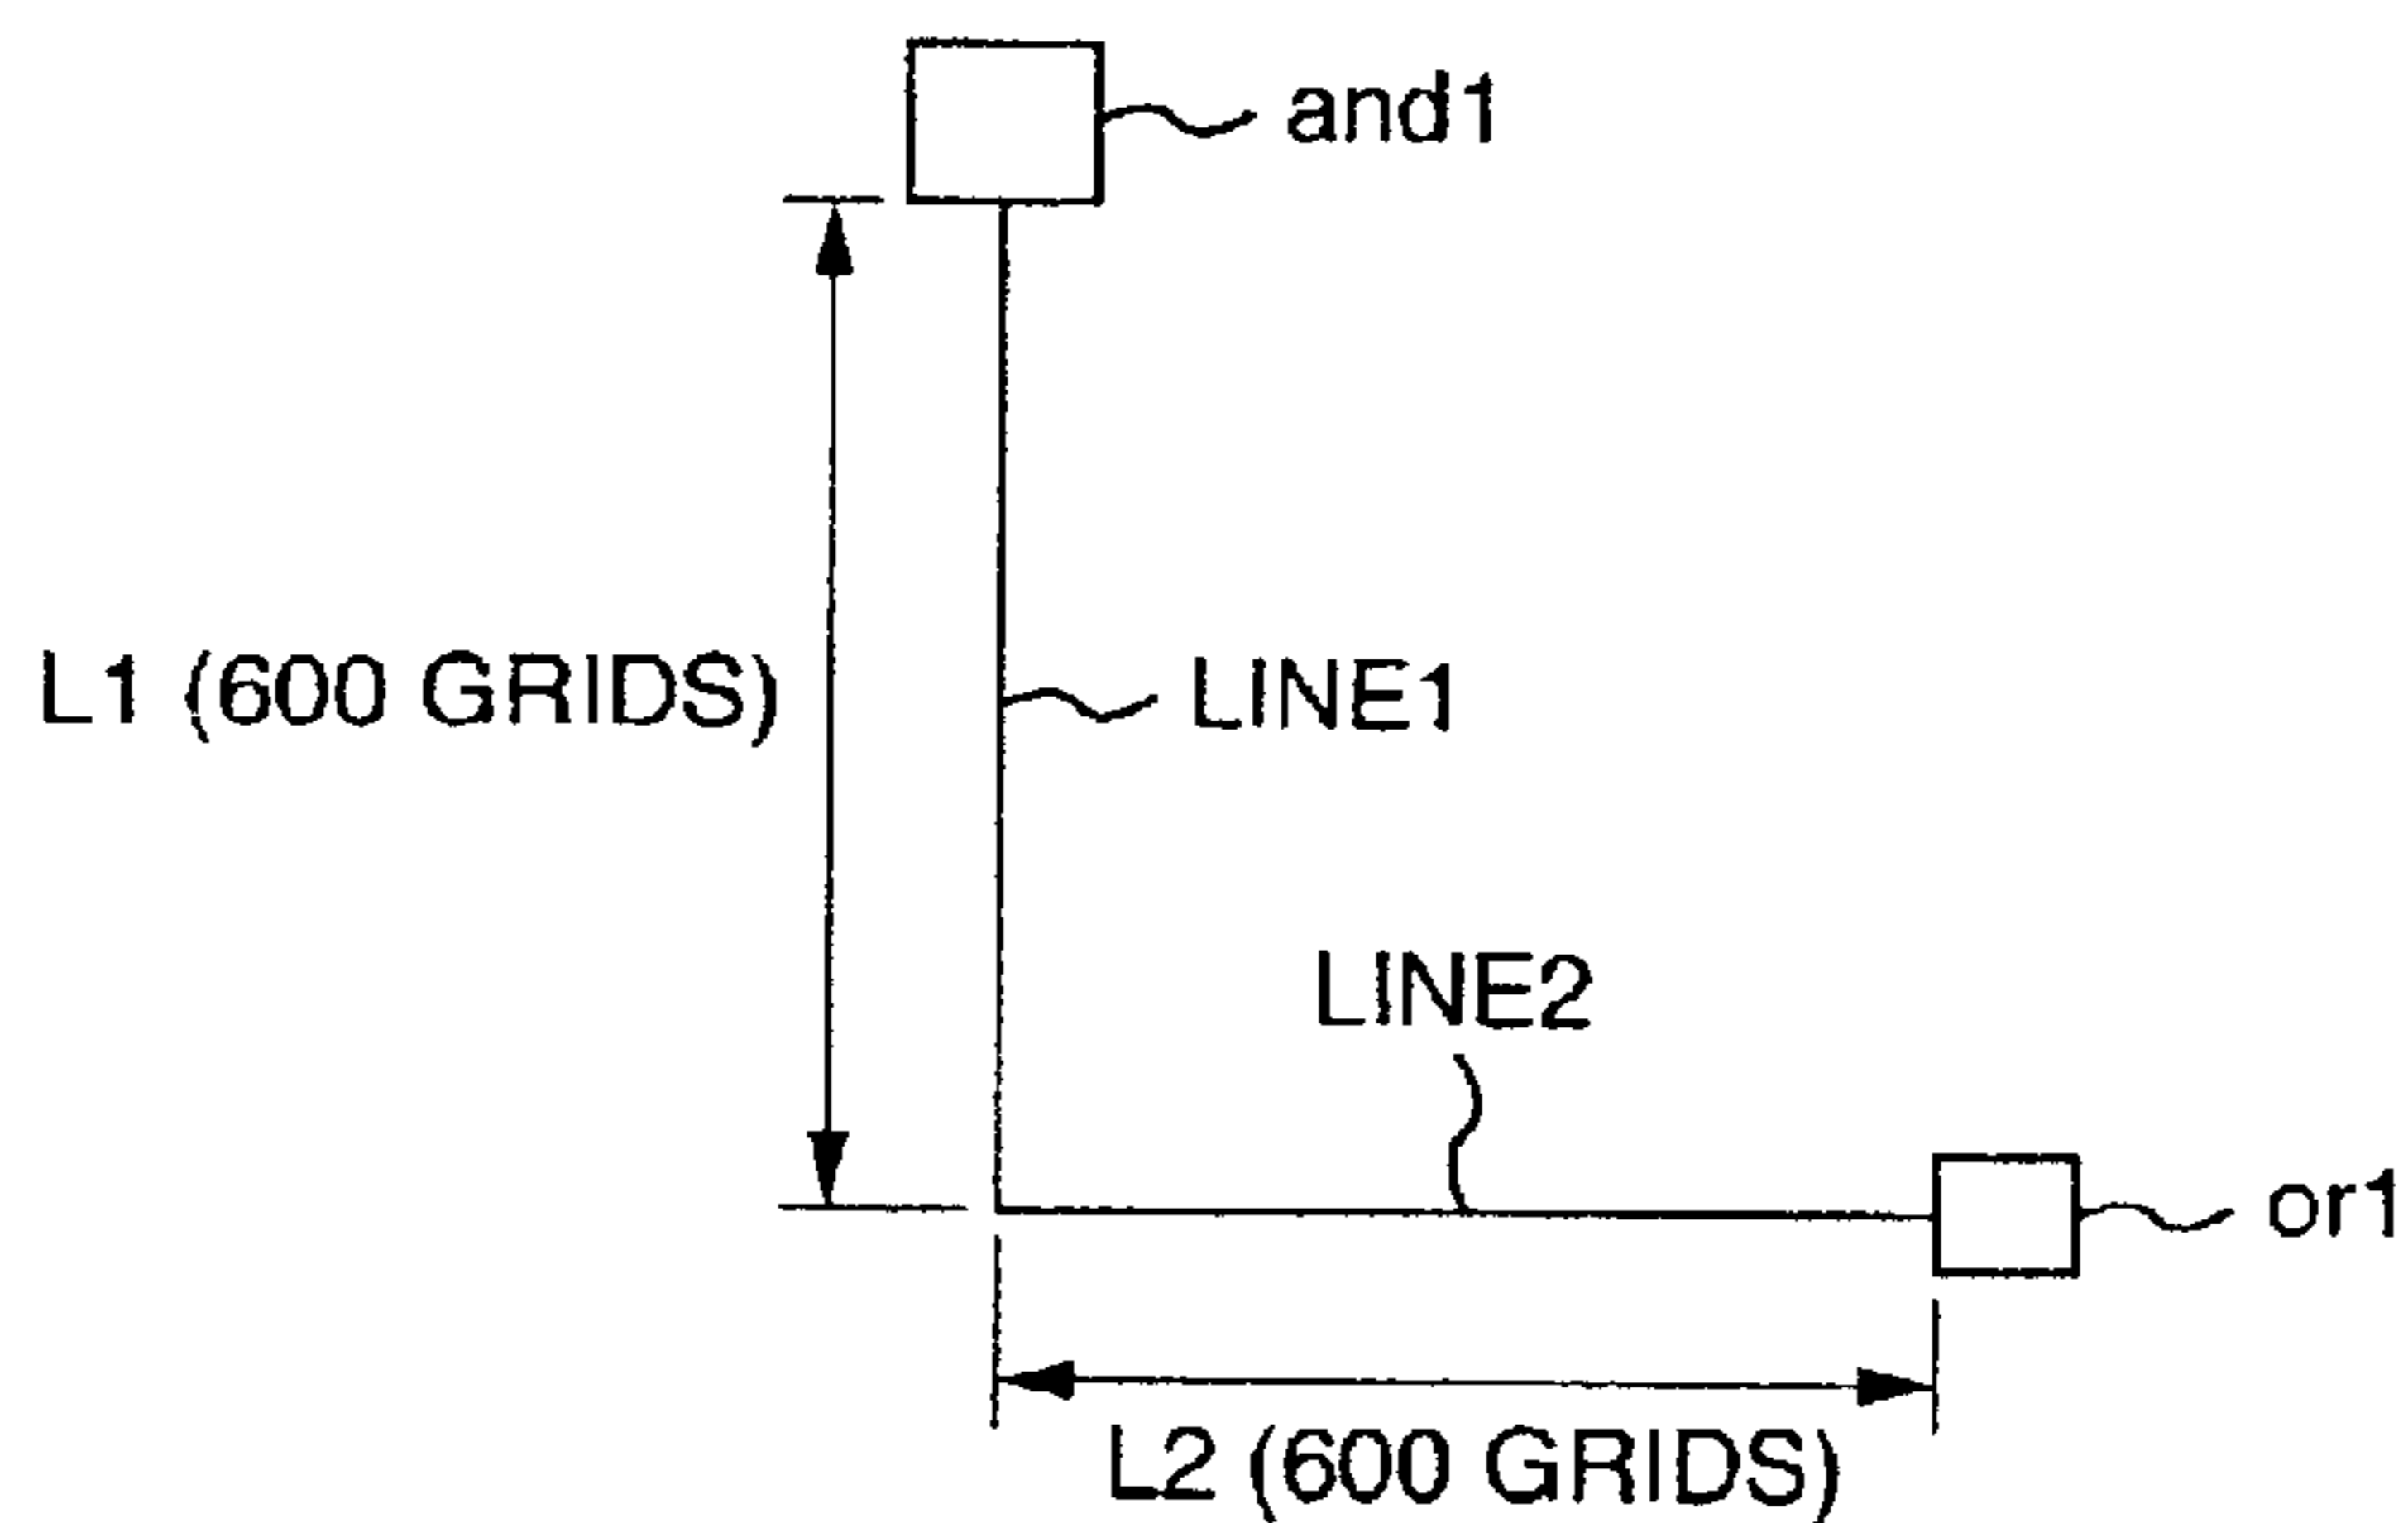 and1
L1 (600 GRIDS)
LINE1
LINE2
or1
L2 (600 GRIDS)